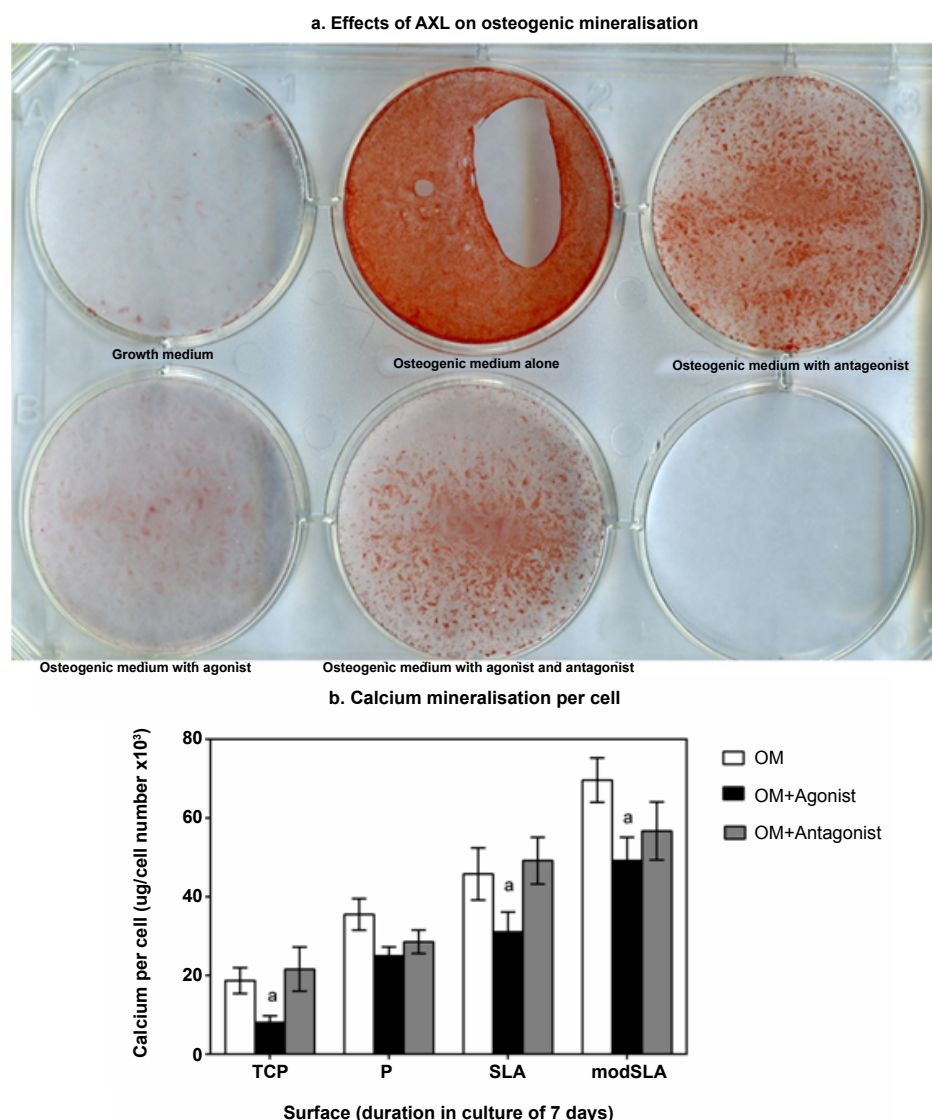 a. Effects of AXL on osteogenic mineralisation
A
1
2
3
Growth medium
Osteogenic medium alone
Osteogenic medium with antageonist
B
Osteogenic medium with agonist
Osteogenic medium with agonist and antagonist
b. Calcium mineralisation per cell
Calcium per cell (ug/cell number x10³)
80
60
40
20
0
a
a
a
TCP
P
SLA
modSLA
Surface (duration in culture of 7 days)
OM
OM+Agonist
OM+Antagonist